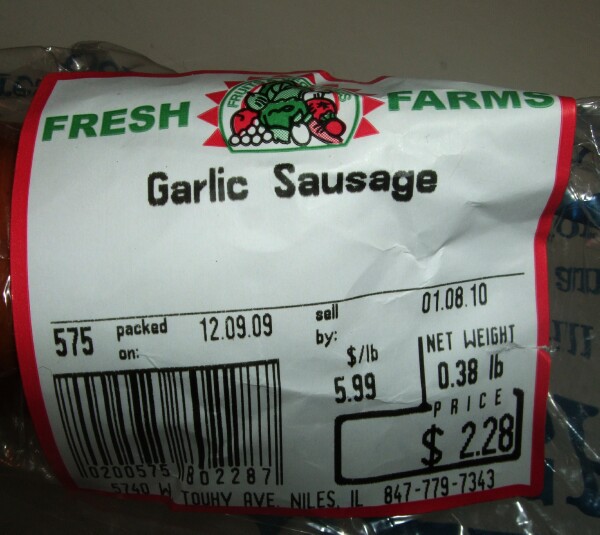 FRESH FARMS
Garlic Sausage
575 packed on: 12.09.09 sell by: 01.08.10
$/lb NET WEIGHT
5.99 0.38 lb
PRICE
$ 2.28
0200575 802287
5740 W TOUHY AVE. NILES, IL 847-779-7343